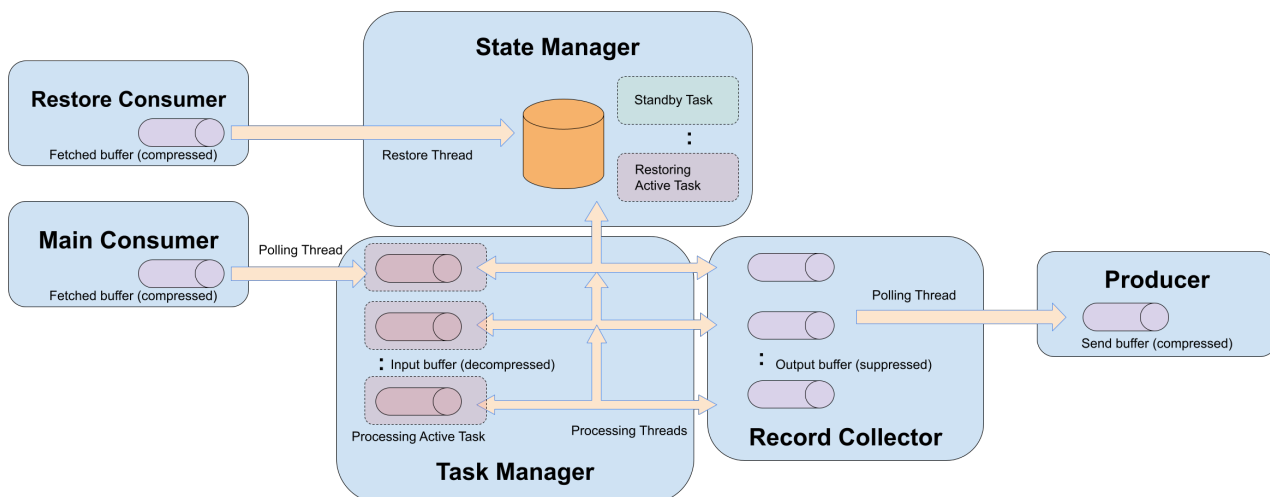 State Manager
Restore Consumer
Fetched buffer (compressed)
Restore Thread
Standby Task
:
Restoring
Active Task
Main Consumer
Fetched buffer (compressed)
Polling Thread
: Input buffer (decompressed)
Processing Active Task
Processing Threads
Task Manager
: Output buffer (suppressed)
Record Collector
Polling Thread
Producer
Send buffer (compressed)